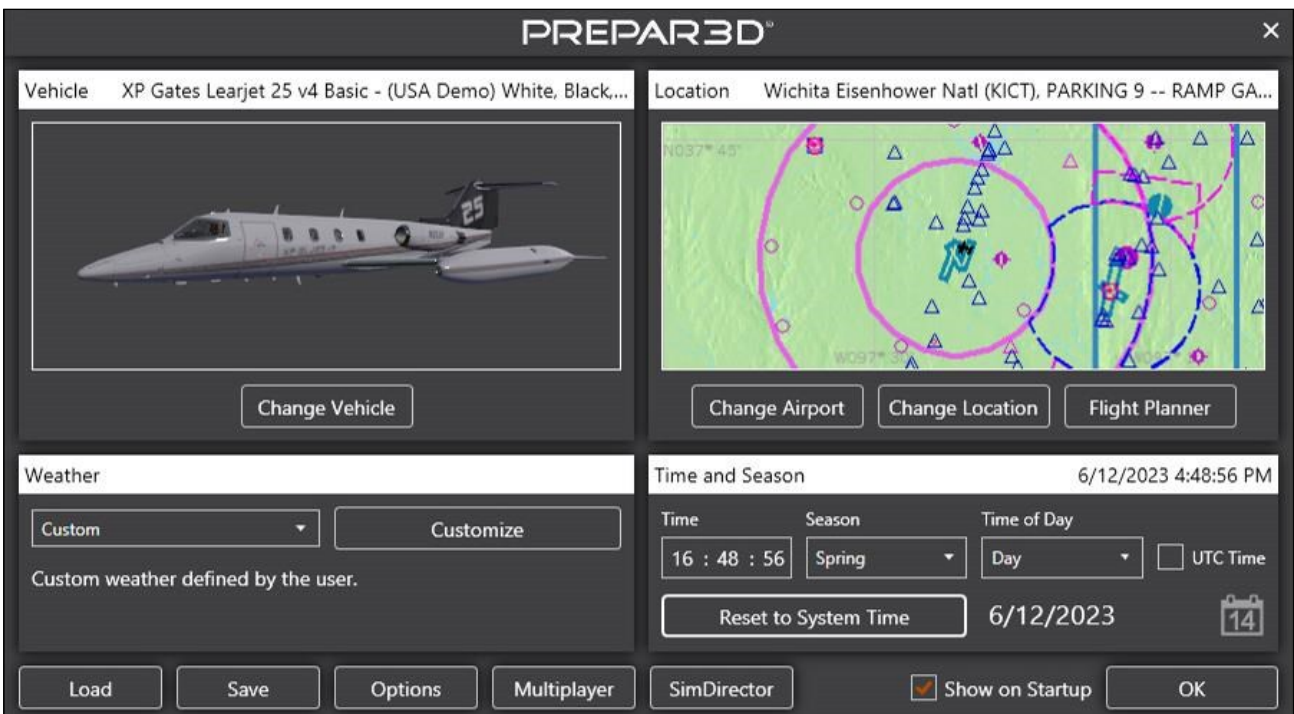 PREPAR3D
Vehicle XP Gates Learjet 25 v4 Basic - (USA Demo) White, Black,...
Location Wichita Eisenhower Natl (KICT), PARKING 9 -- RAMP GA...
N037° 45'
25
W097° 30'
Change Vehicle
Change Airport
Change Location
Flight Planner
Weather
Custom
Customize
Custom weather defined by the user.
Time and Season 6/12/2023 4:48:56 PM
Time Season Time of Day
16 : 48 : 56 Spring Day UTC Time
Reset to System Time 6/12/2023 14
Load
Save
Options
Multiplayer
SimDirector
Show on Startup
OK